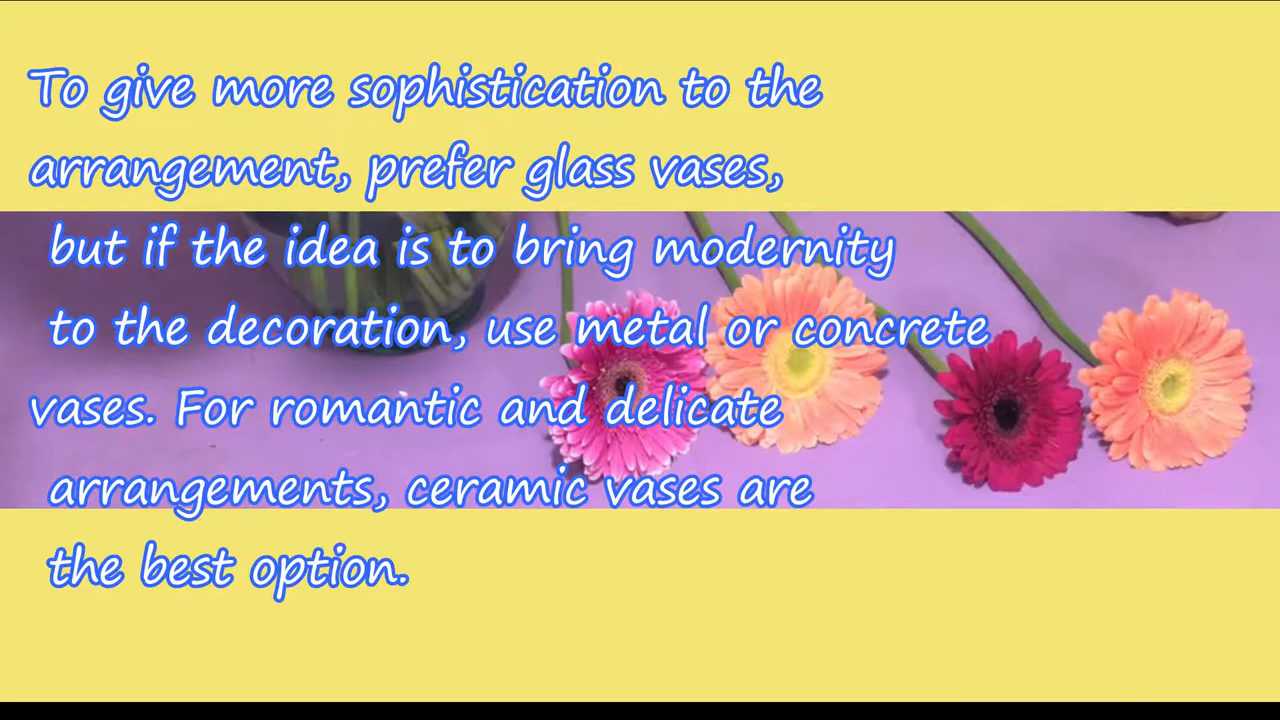 To give more sophistication to the
arrangement, prefer glass vases,
but if the idea is to bring modernity
to the decoration, use metal or concrete
vases. For romantic and delicate
arrangements, ceramic vases are
the best option.